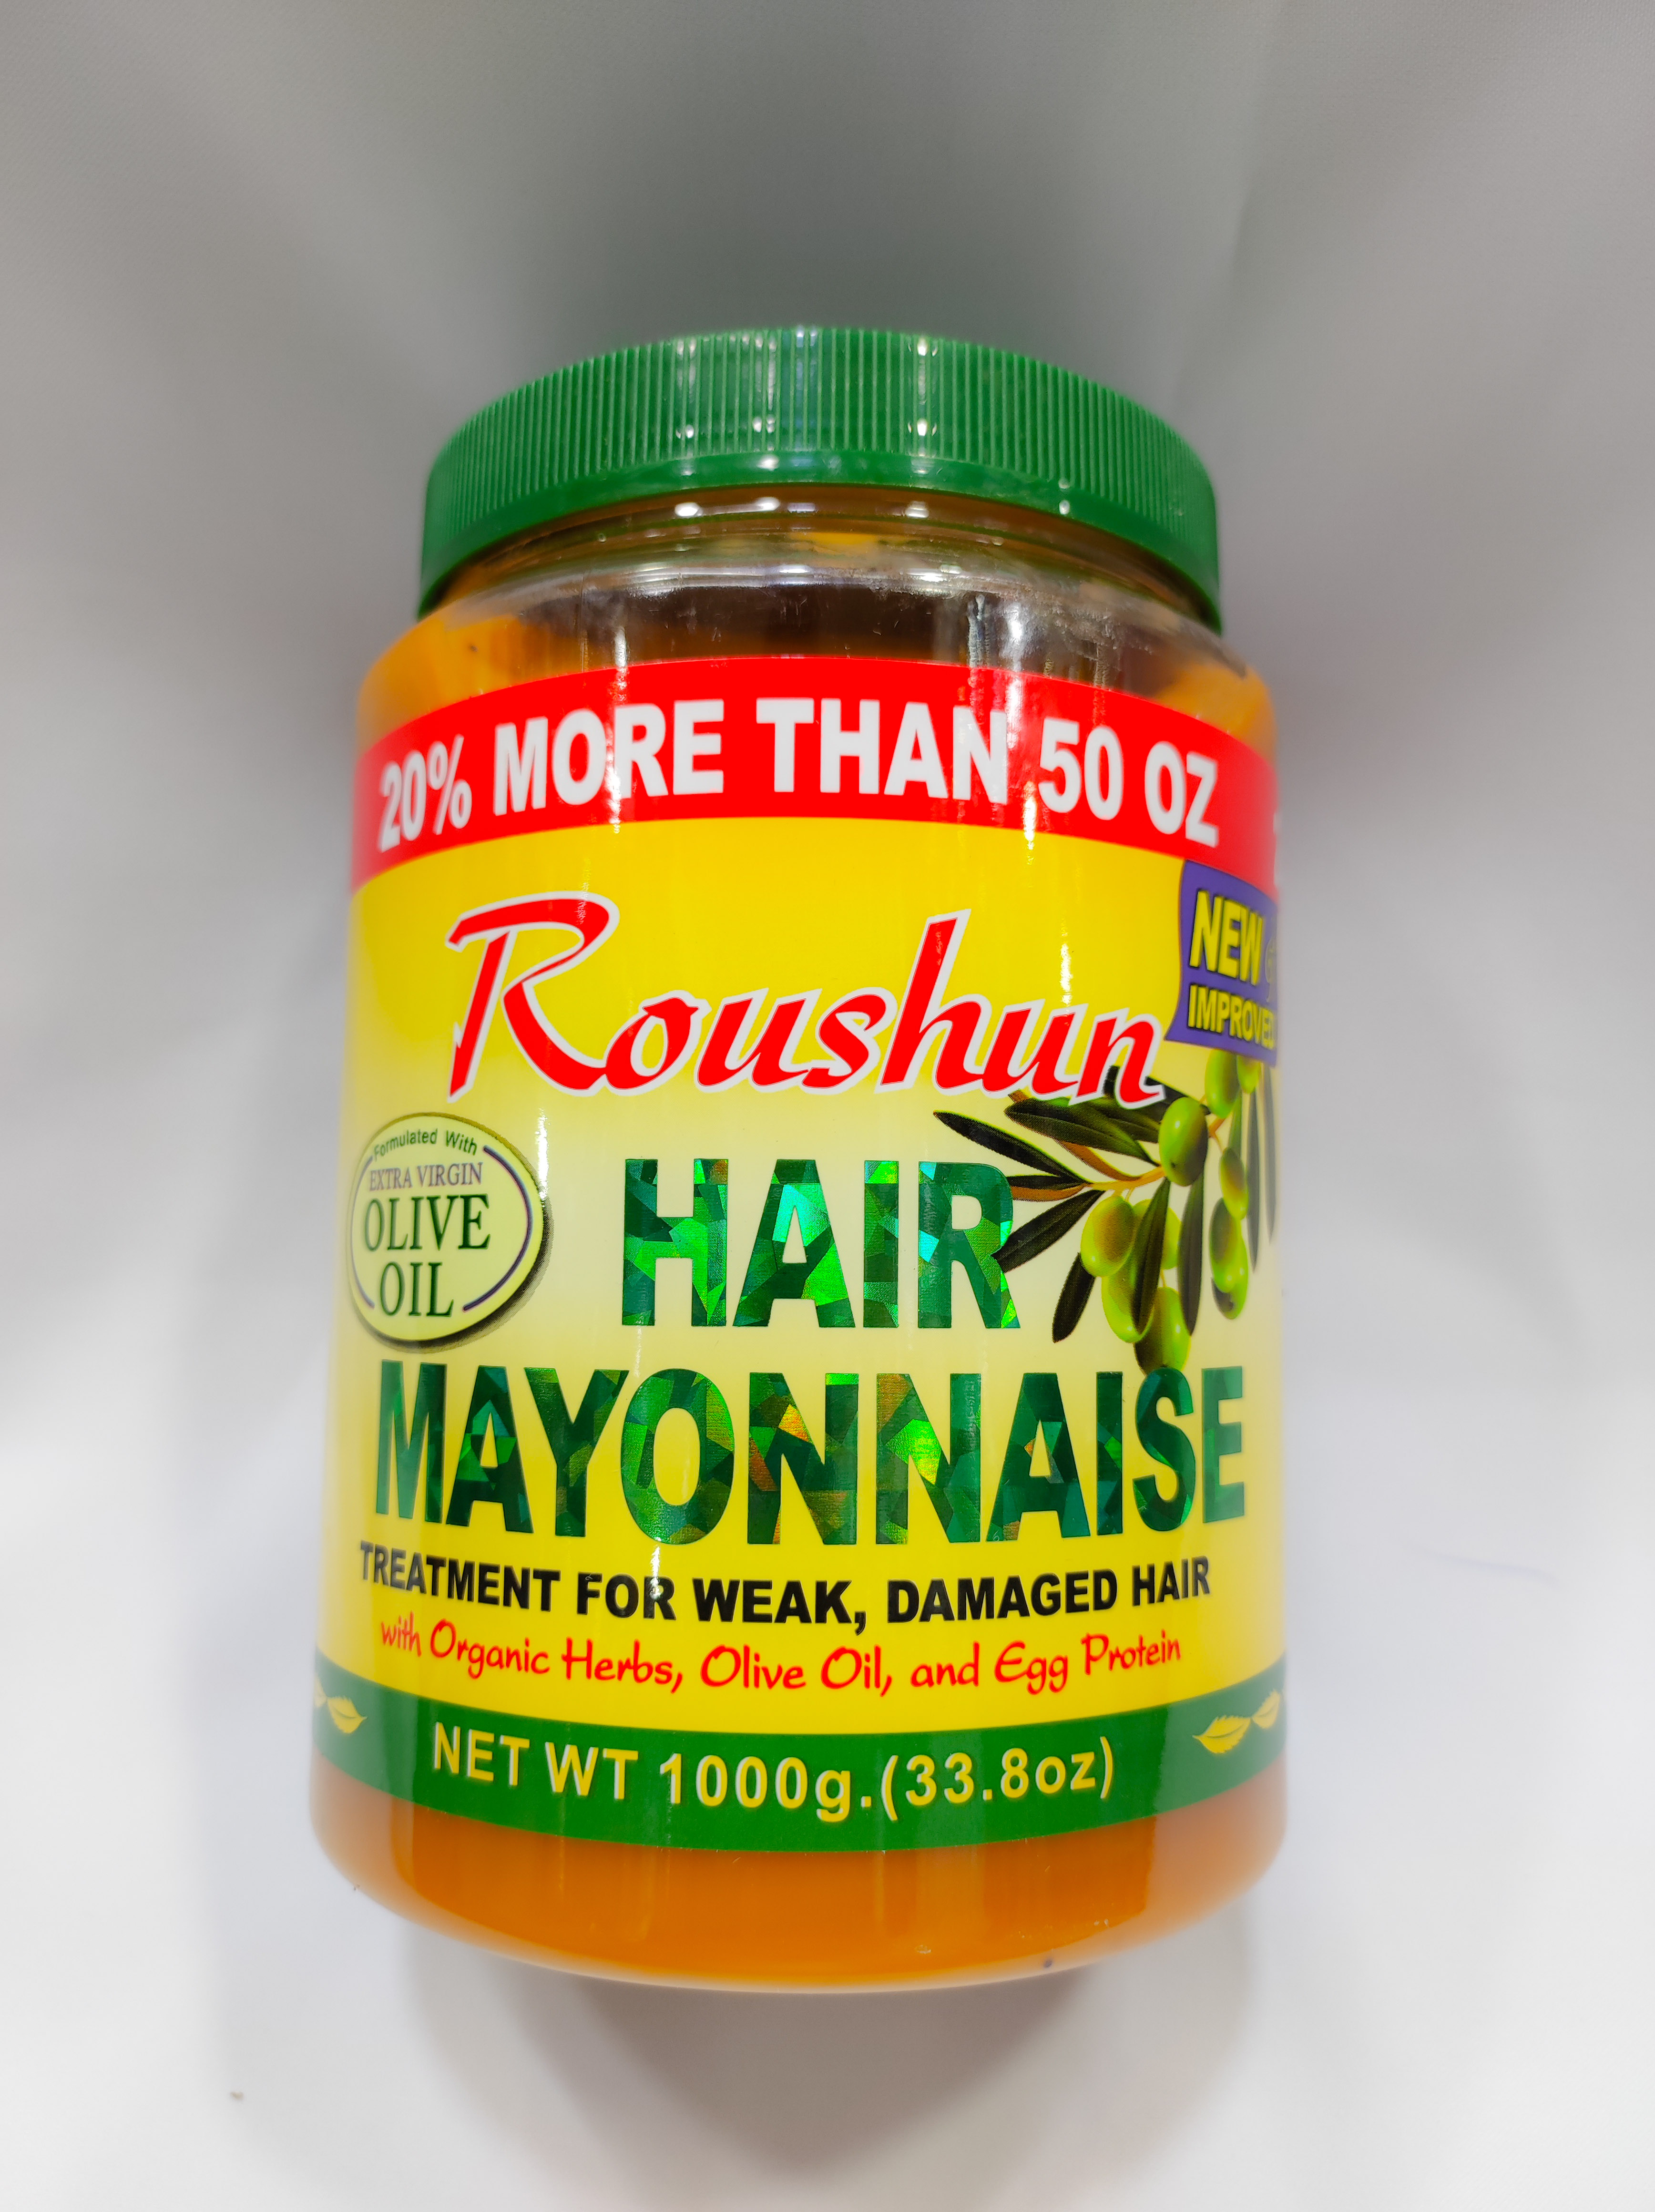 20% MORE THAN 50 OZ
Roushun
NEW
IMPROVED
Formulated With
EXTRA VIRGIN
OLIVE
OIL
HAIR
MAYONNAISE
TREATMENT FOR WEAK, DAMAGED HAIR
with Organic Herbs, Olive Oil, and Egg Protein
NET WT 1000g.(33.8oz)